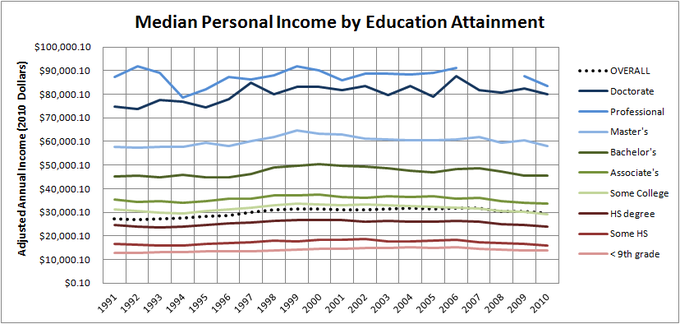 Median Personal Income by Education Attainment
Adjusted Annual Income (2010 Dollars)
$100,000.10
$90,000.10
$80,000.10
$70,000.10
$60,000.10
$50,000.10
$40,000.10
$30,000.10
$20,000.10
$10,000.10
$0.10
1991 1992 1993 1994 1995 1996 1997 1998 1999 2000 2001 2002 2003 2004 2005 2006 2007 2008 2009 2010
OVERALL
Doctorate
Professional
Master's
Bachelor's
Associate's
Some College
HS degree
Some HS
< 9th grade